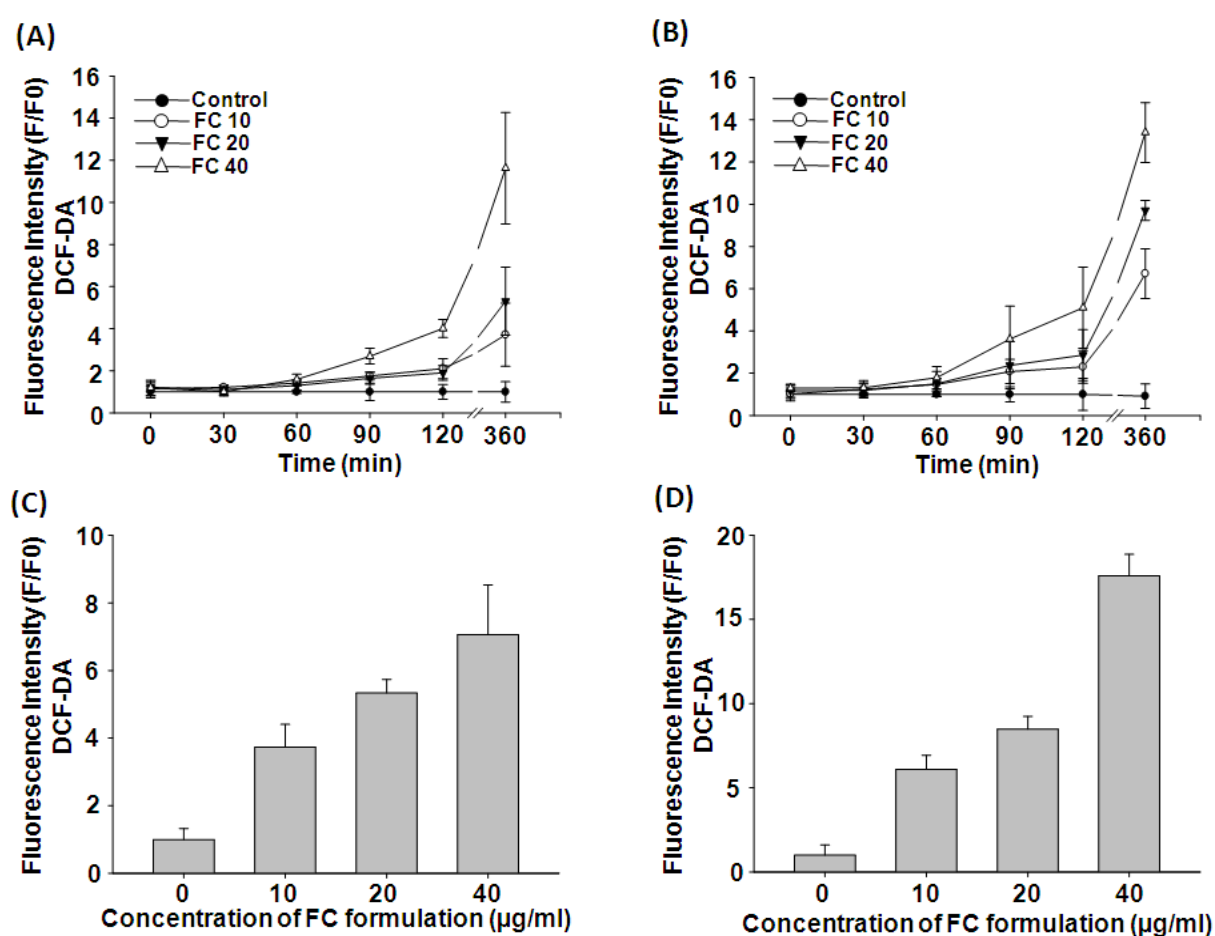 (A)
Fluorescence Intensity (F/F0)
DCF-DA
16
14
12
10
8
6
4
2
0
Control
FC 10
FC 20
FC 40
0 30 60 90 120 360
Time (min)
(B)
Fluorescence Intensity (F/F0)
DCF-DA
16
14
12
10
8
6
4
2
0
Control
FC 10
FC 20
FC 40
0 30 60 90 120 360
Time (min)
(C)
Fluorescence Intensity (F/F0)
DCF-DA
10
8
6
4
2
0
0 10 20 40
Concentration of FC formulation (µg/ml)
(D)
Fluorescence Intensity (F/F0)
DCF-DA
20
15
10
5
0
0 10 20 40
Concentration of FC formulation (µg/ml)